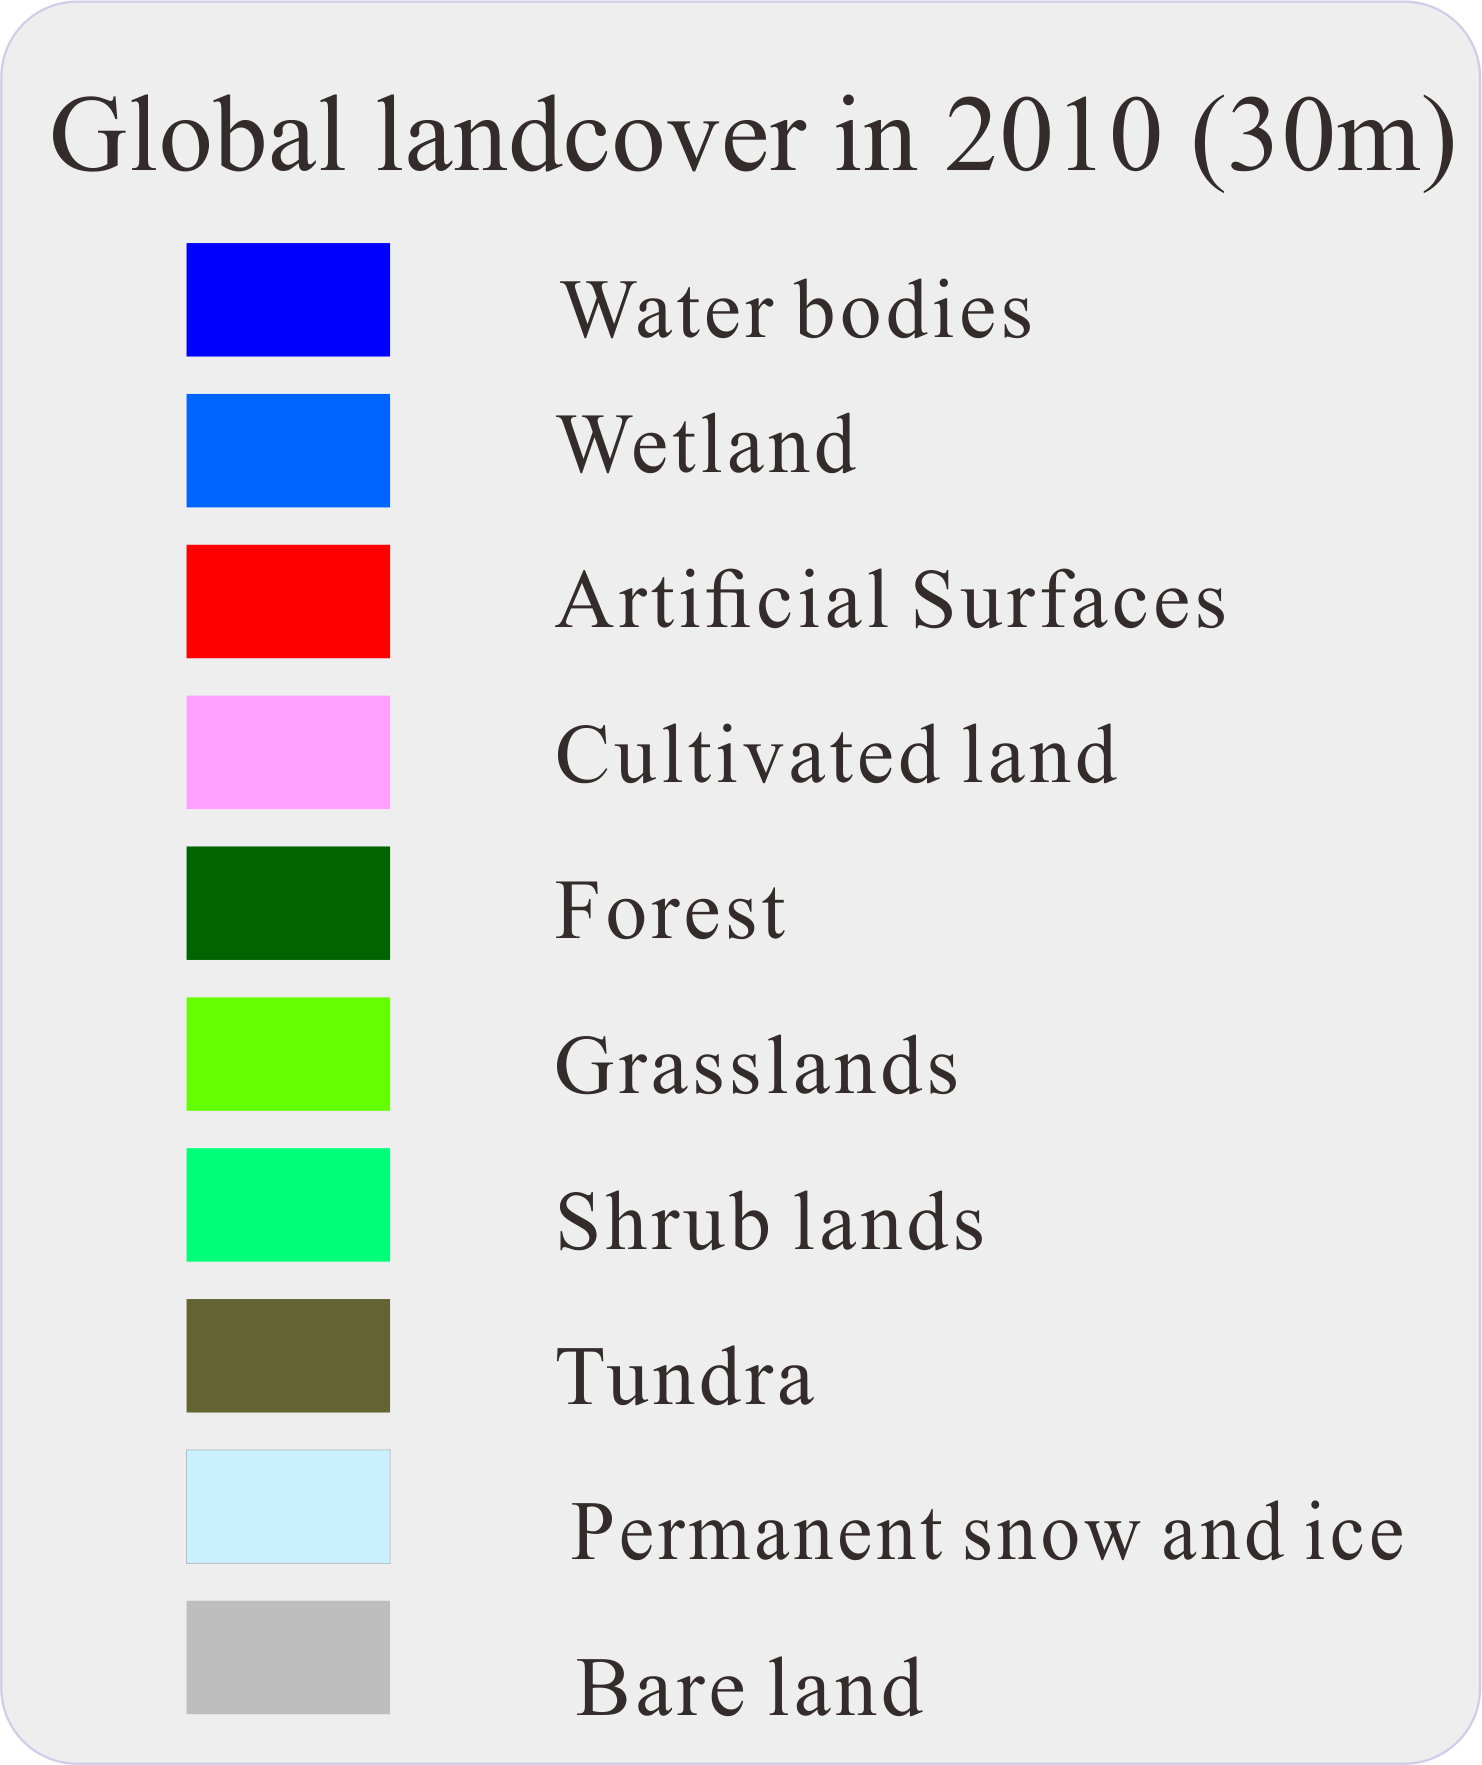 Global landcover in 2010 (30m)
Water bodies
Wetland
Artificial Surfaces
Cultivated land
Forest
Grasslands
Shrub lands
Tundra
Permanent snow and ice
Bare land